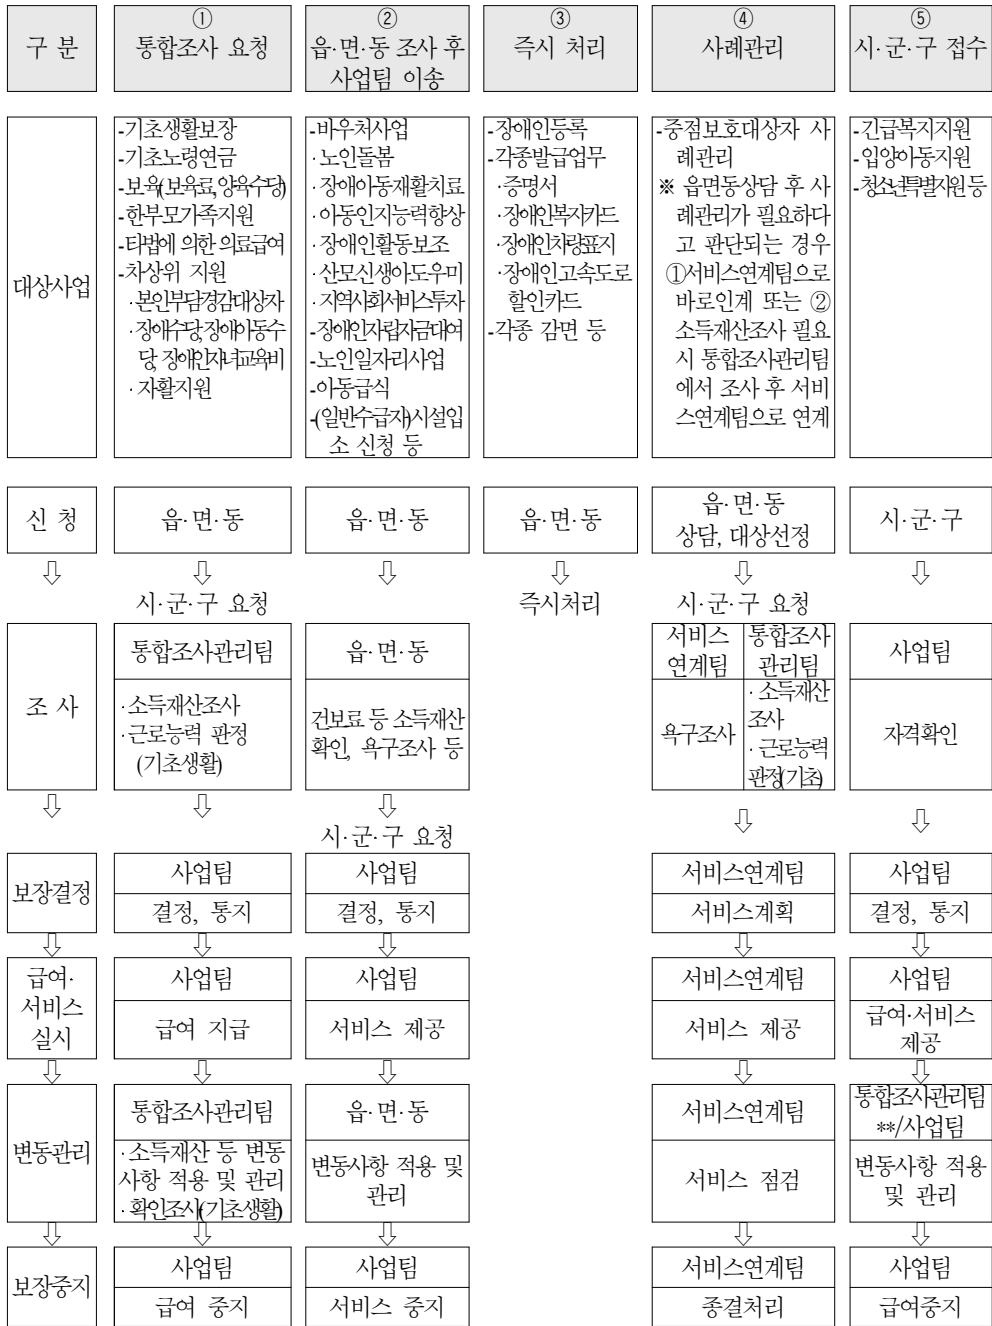 구 분
①
통합조사 요청
②
읍·면·동 조사 후
사업팀 이송
③
즉시 처리
④
사례관리
⑤
시·군·구 접수
대상사업
-기초생활보장
-기초노령연금
-보육(보육료,양육수당)
-한부모가족지원
-타법에 의한 의료급여
-차상위 지원
·본인부담경감대상자
·장애수당,장애아동수
당, 장애인자녀교육비
·자활지원
-바우처사업
·노인돌봄
·장애아동재활치료
·아동인지능력향상
·장애인활동보조
·산모신생아도우미
·지역사회서비스투자
-장애인자립자금대여
-노인일자리사업
-아동급식
-(일반수급자)시설입
소 신청 등
-장애인등록
-각종발급업무
·증명서
·장애인복지카드
·장애인차량표지
·장애인고속도로
할인카드
-각종 감면 등
-중점보호대상자 사
례관리
※ 읍면동상담 후 사
례관리가 필요하다
고 판단되는 경우
①서비스연계팀으로
바로인계 또는 ②
소득재산조사 필요
시 통합조사관리팀
에서 조사 후 서비
스연계팀으로 연계
-긴급복지지원
-입양아동지원
-청소년특별지원 등
신 청
읍·면·동
읍·면·동
읍·면·동
읍·면·동
상담, 대상선정
시·군·구
⇩ ⇩ ⇩ ⇩ ⇩ ⇩
시·군·구 요청
즉시처리
시·군·구 요청
조 사
통합조사관리팀
·소득재산조사
·근로능력 판정
(기초생활)
읍·면·동
건보료 등 소득재산
확인, 욕구조사 등
서비스
연계팀
욕구조사
통합조사
관리팀
·소득재산
조사
·근로능력
판정(기초)
사업팀
자격확인
⇩ ⇩ ⇩ ⇩ ⇩
시·군·구 요청
보장결정
사업팀
결정, 통지
사업팀
결정, 통지
서비스연계팀
서비스계획
사업팀
결정, 통지
⇩ ⇩ ⇩ ⇩ ⇩
급여·
서비스
실시
사업팀
급여 지급
사업팀
서비스 제공
서비스연계팀
서비스 제공
사업팀
급여·서비스
제공
⇩ ⇩ ⇩ ⇩ ⇩
변동관리
통합조사관리팀
·소득재산 등 변동
사항 적용 및 관리
·확인조사(기초생활)
읍·면·동
변동사항 적용 및
관리
서비스연계팀
서비스 점검
통합조사관리팀
**/사업팀
변동사항 적용
및 관리
⇩ ⇩ ⇩ ⇩ ⇩
보장중지
사업팀
급여 중지
사업팀
서비스 중지
서비스연계팀
종결처리
사업팀
급여중지